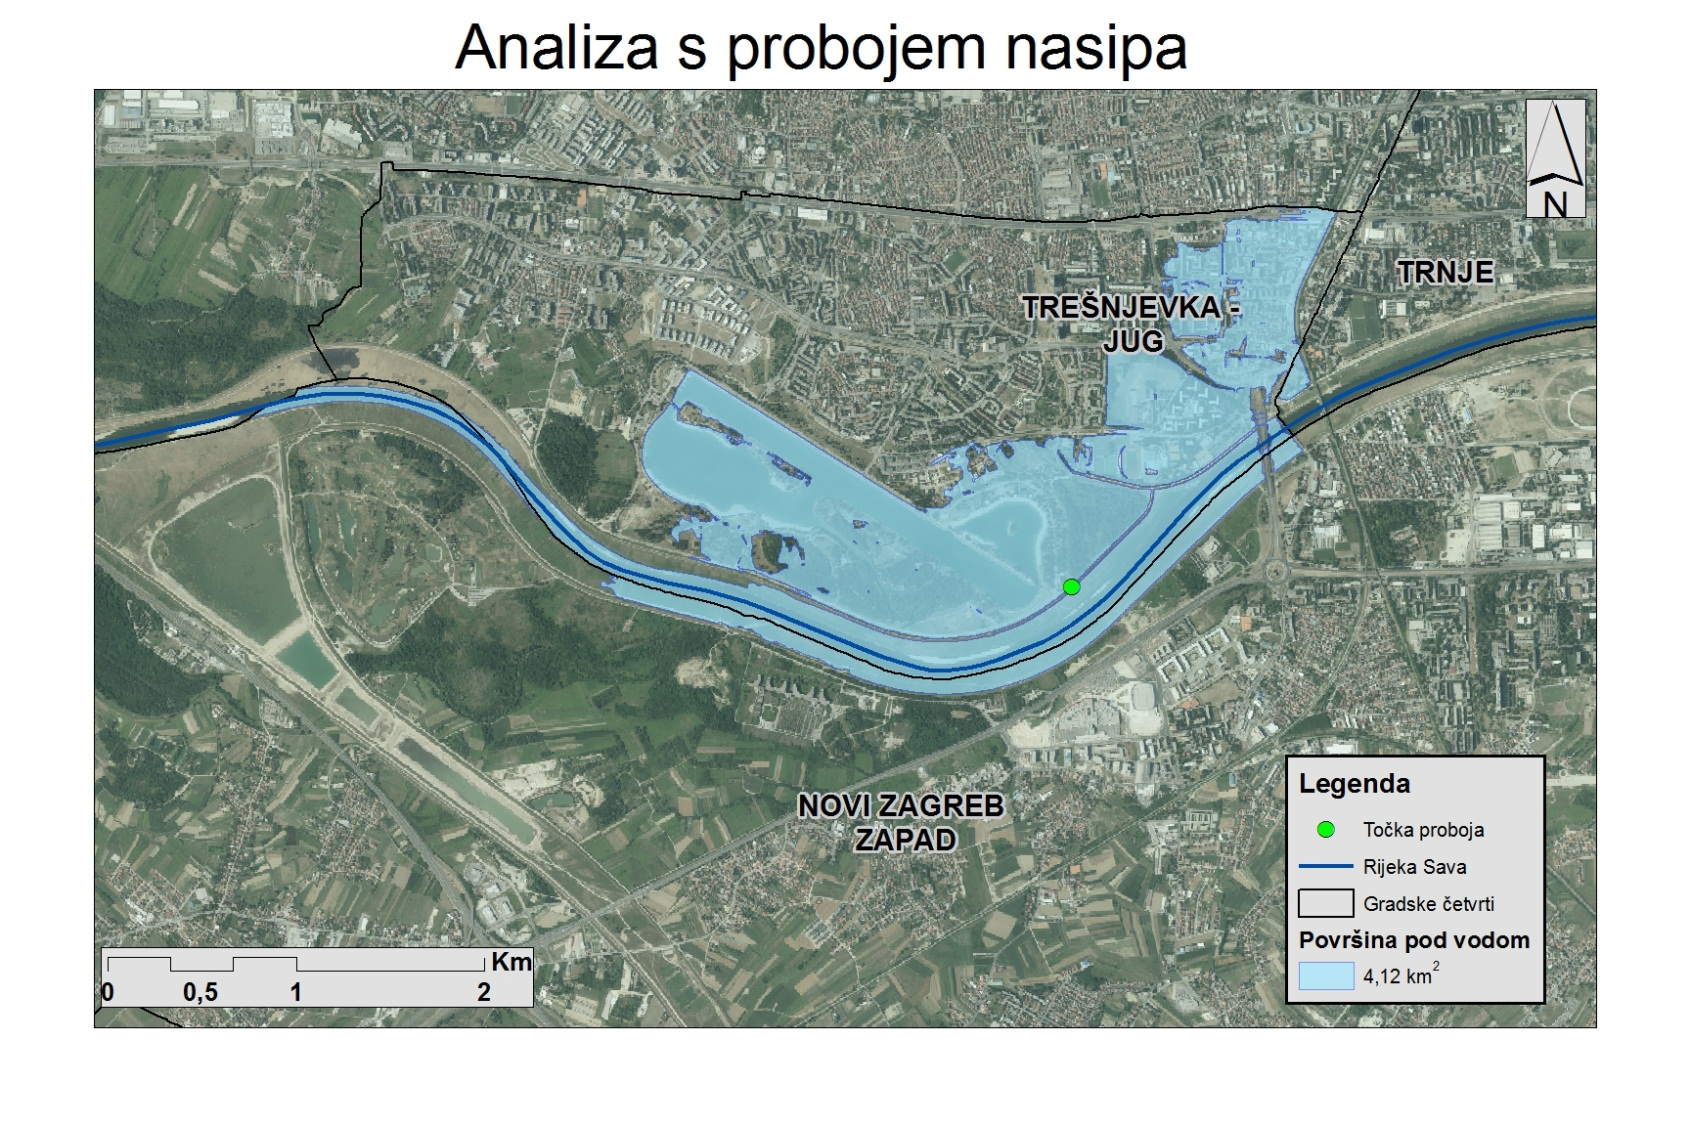 Analiza s probojem nasipa
N
TRNJE
TREŠNJEVKA -
JUG
NOVI ZAGREB
ZAPAD
Legenda
Točka proboja
Rijeka Sava
Gradske četvrti
Površina pod vodom
4,12 km²
Km
0 0,5 1 2